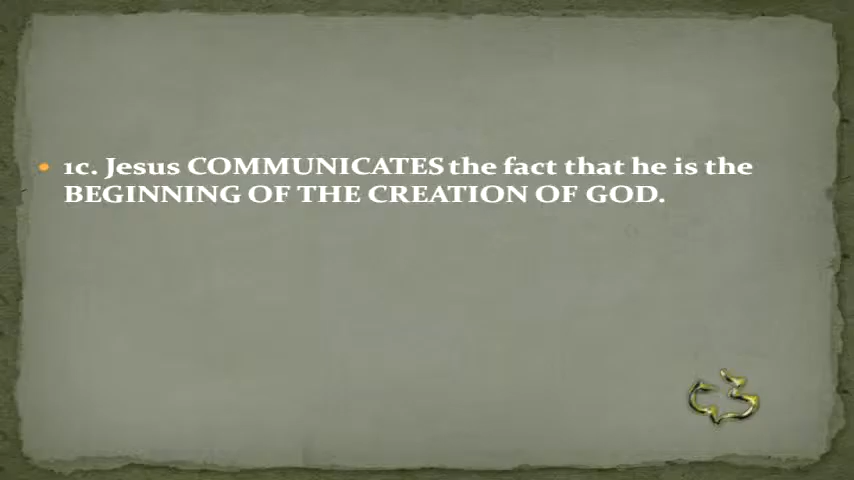 • 1c. Jesus COMMUNICATES the fact that he is the
BEGINNING OF THE CREATION OF GOD.